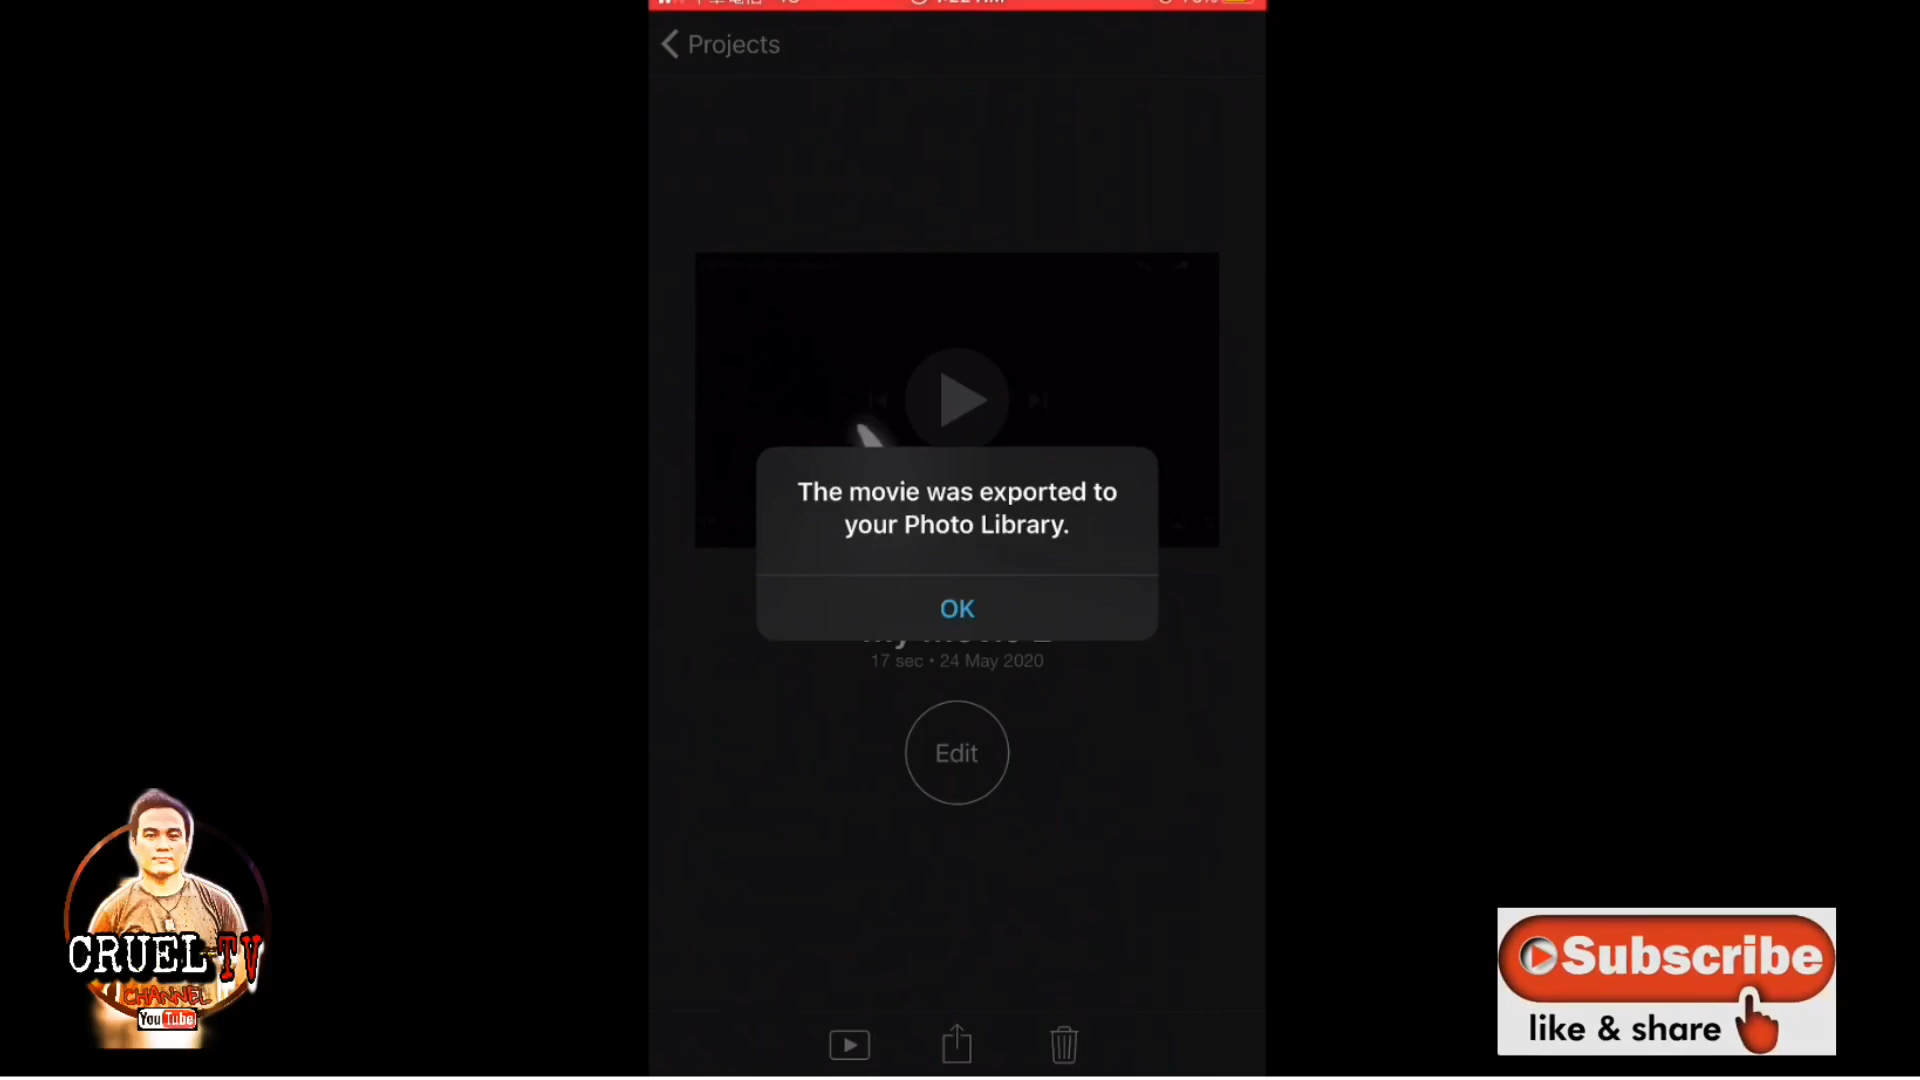 Projects
The movie was exported to
your Photo Library.
OK
17 sec • 24 May 2020
Edit
CRUEL TV
CHANNEL
YouTube
Subscribe
like & share